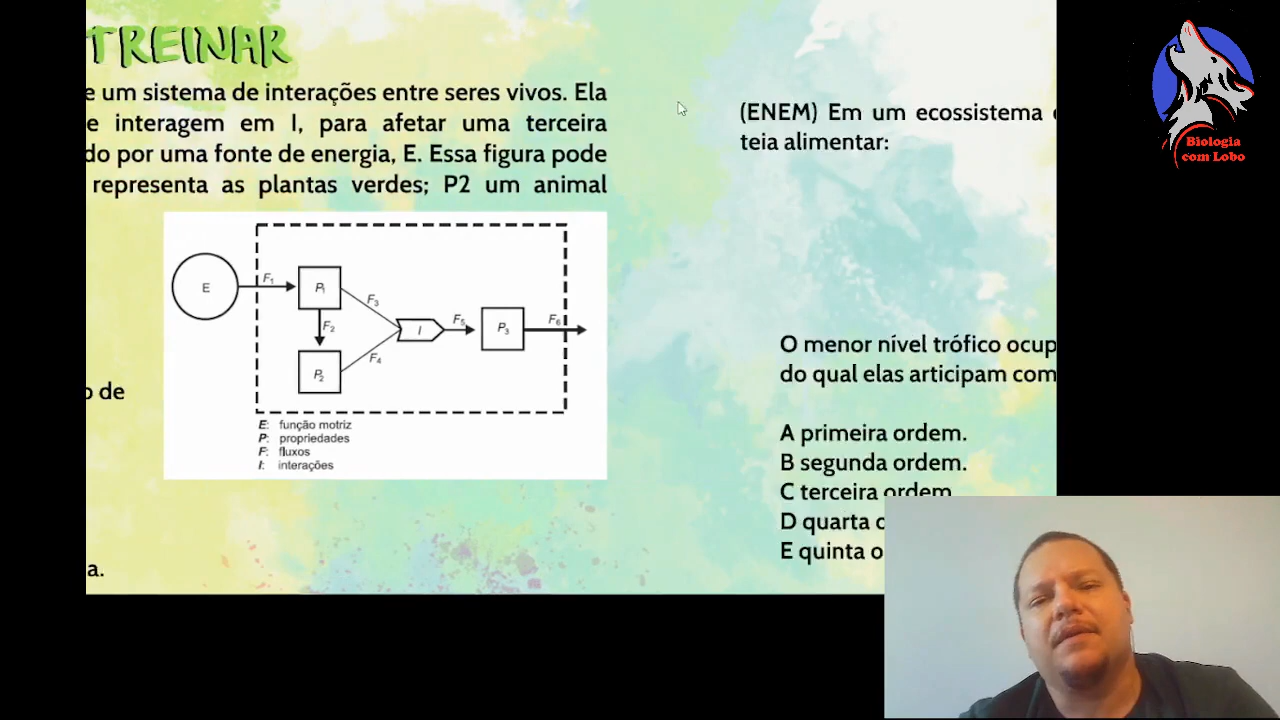 TREINAR
e um sistema de interações entre seres vivos. Ela
e interagem em I, para afetar uma terceira
do por uma fonte de energia, E. Essa figura pode
representa as plantas verdes; P2 um animal
E
F1
P1
F2
F3
P2
F4
I
F5
P3
F6
E: função motriz
P: propriedades
F: fluxos
I: interações
o de
a.
(ENEM) Em um ecossistema
teia alimentar:
O menor nível trófico ocup
do qual elas articipam com
A primeira ordem.
B segunda ordem.
C terceira ordem
D quarta o
E quinta o
Biologia
com Lobo